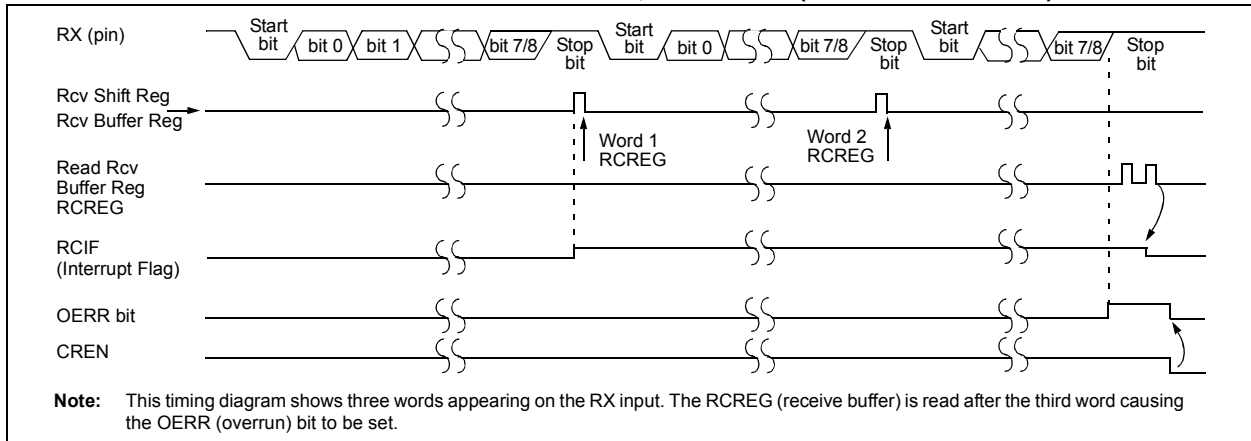 RX (pin)
Start bit
bit 0
bit 1
bit 7/8
Stop bit
Start bit
bit 0
bit 7/8
Stop bit
Start bit
bit 7/8
Stop bit
Rcv Shift Reg
Rcv Buffer Reg
Word 1
RCREG
Word 2
RCREG
Read Rcv
Buffer Reg
RCREG
RCIF
(Interrupt Flag)
OERR bit
CREN
Note: This timing diagram shows three words appearing on the RX input. The RCREG (receive buffer) is read after the third word causing
the OERR (overrun) bit to be set.